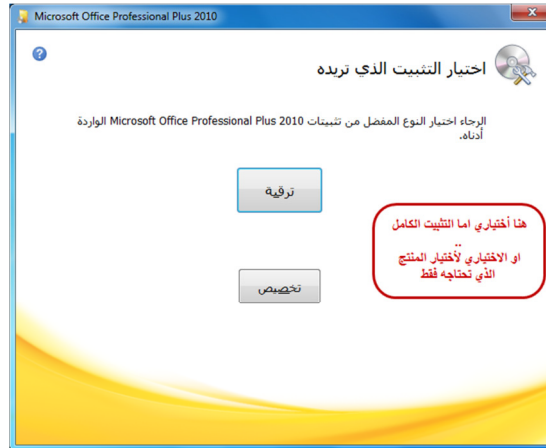 Microsoft Office Professional Plus 2010
اختيار التثبيت الذي تريده
الرجاء اختيار النوع المفضل من تثبيتات Microsoft Office Professional Plus 2010 الواردة
أدناه.
ترقية
هنا أختياري اما التثبيت الكامل
..
او الاختياري لأختيار المنتج
الذي تحتاجه فقط
تخصيص